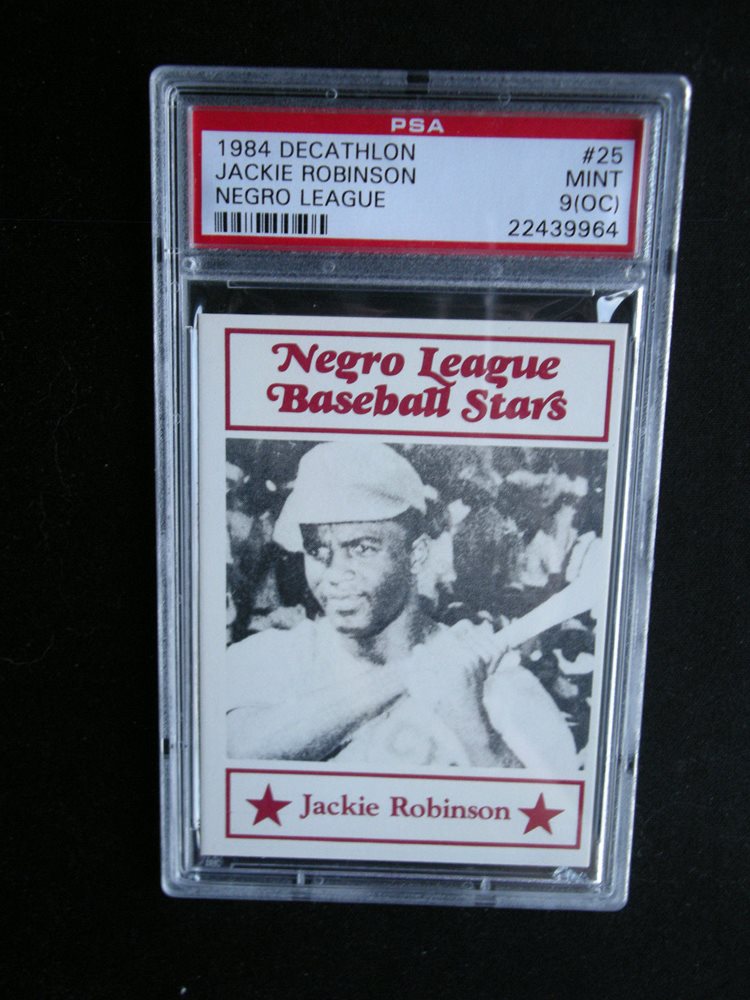 PSA
1984 DECATHLON #25
JACKIE ROBINSON MINT
NEGRO LEAGUE 9(OC)
22439964
Negro League
Baseball Stars
Jackie Robinson